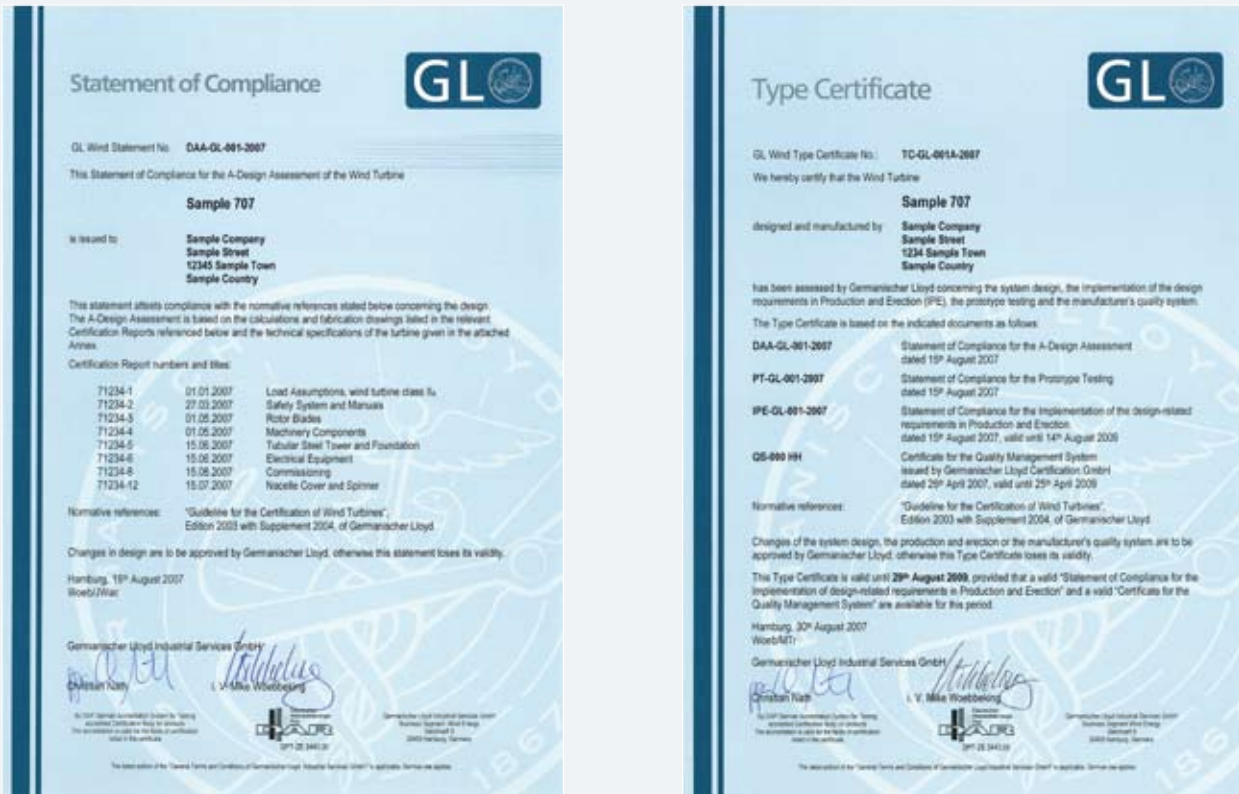 Statement of Compliance
GL
GL Wind Statement No. DAA-GL-001-2007
This Statement of Compliance for the A-Design Assessment of the Wind Turbine
Sample 707
is issued to
Sample Company
Sample Street
12345 Sample Town
Sample Country
This statement attests compliance with the normative references stated below concerning the design.
The A-Design Assessment is based on the calculations and fabrication drawings listed in the relevant
Certification Reports referenced below and the technical specifications of the turbine given in the attached
Annex.
Certification Report numbers and titles:
71234-1 01.01.2007 Load Assumptions, wind turbine class
71234-2 27.03.2007 Safety System and Manuals
71234-3 01.05.2007 Rotor Blades
71234-4 01.05.2007 Machinery Components
71234-5 15.06.2007 Tubular Steel Tower and Foundation
71234-6 15.06.2007 Electrical Equipment
71234-8 15.06.2007 Commissioning
71234-12 15.07.2007 Nacelle Cover and Spinner
Normative references: "Guideline for the Certification of Wind Turbines",
Edition 2003 with Supplement 2004, of Germanischer Lloyd
Changes in design are to be approved by Germanischer Lloyd, otherwise this statement loses its validity.
Hamburg, August 2007
Germanischer Lloyd Industrial Services GmbH
Christian Nath
i. V. Mike Woebbeking
Type Certificate
GL
GL Wind Type Certificate No.: TC-GL-001A-2007
We hereby certify that the Wind Turbine
Sample 707
designed and manufactured by
Sample Company
Sample Street
1234 Sample Town
Sample Country
has been assessed by Germanischer Lloyd concerning the system design, the implementation of the design
requirements in Production and Erection (IPE), the prototype testing and the manufacturer's quality system.
The Type Certificate is based on the indicated documents as follows:
DAA-GL-001-2007 Statement of Compliance for the A-Design Assessment
dated 15th August 2007
PT-GL-001-2007 Statement of Compliance for the Prototype Testing
dated 15th August 2007
IPE-GL-001-2007 Statement of Compliance for the Implementation of the design-related
requirements in Production and Erection
dated 15th August 2007, valid until 14th August 2009
QS-000 HH Certificate for the Quality Management System
issued by Germanischer Lloyd Certification GmbH
dated April 2007, valid until 25th April 2009
Normative references: "Guideline for the Certification of Wind Turbines",
Edition 2003 with Supplement 2004, of Germanischer Lloyd
Changes of the system design, the production and erection or the manufacturer's quality system are to be
approved by Germanischer Lloyd, otherwise this Type Certificate loses its validity.
This Type Certificate is valid until 29th August 2009, provided that a valid "Statement of Compliance for the
Implementation of design-related requirements in Production and Erection" and a valid "Certificate for the
Quality Management System" are available for this period.
Hamburg, 30th August 2007
Woeb/MTr
Germanischer Lloyd Industrial Services GmbH
Christian Nath
i. V. Mike Woebbeking